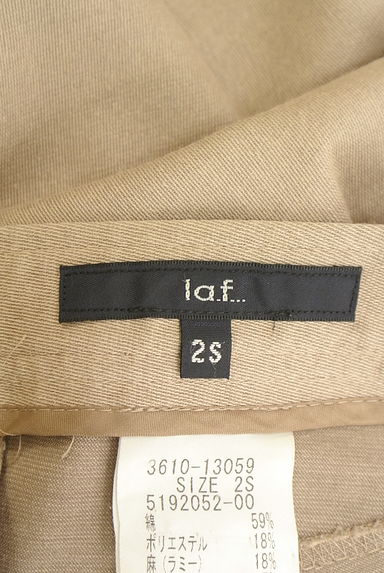 la.f...
2S
3610-13059
SIZE 2S
5192052-00
綿 59%
ポリエステル 18%
麻(ラミー) 18%